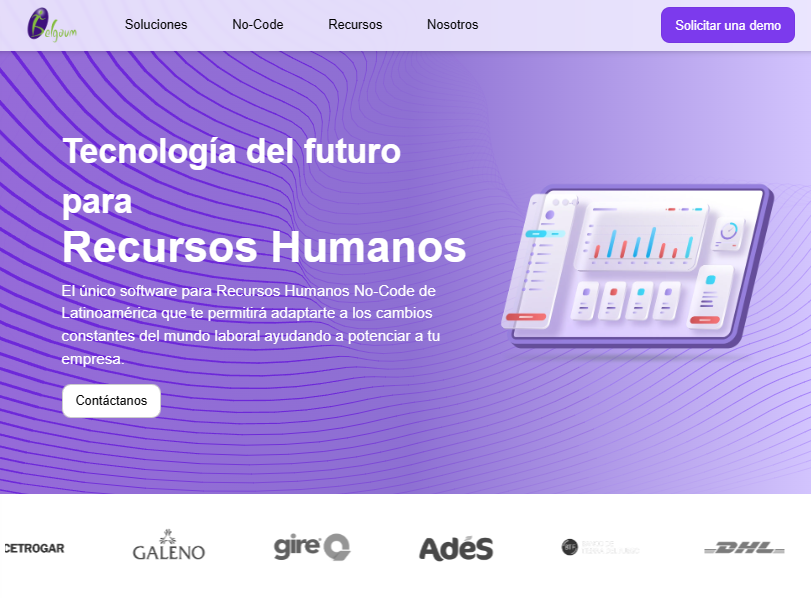 Belgaum
Soluciones
No-Code
Recursos
Nosotros
Solicitar una demo
Tecnología del futuro
para
Recursos Humanos
El único software para Recursos Humanos No-Code de
Latinoamérica que te permitirá adaptarte a los cambios
constantes del mundo laboral ayudando a potenciar a tu
empresa.
Contáctanos
CETROGAR
GALENO
gire
AdéS
DHL